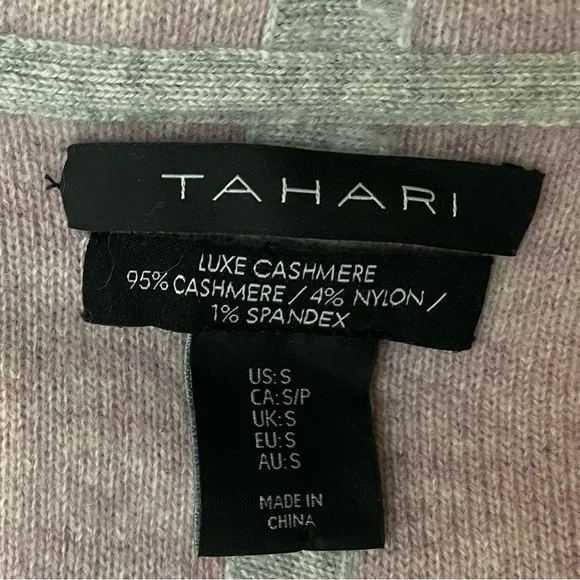 TAHARI
LUXE CASHMERE
95% CASHMERE / 4% NYLON /
1% SPANDEX
US: S
CA: S/P
UK: S
EU: S
AU: S
MADE IN
CHINA